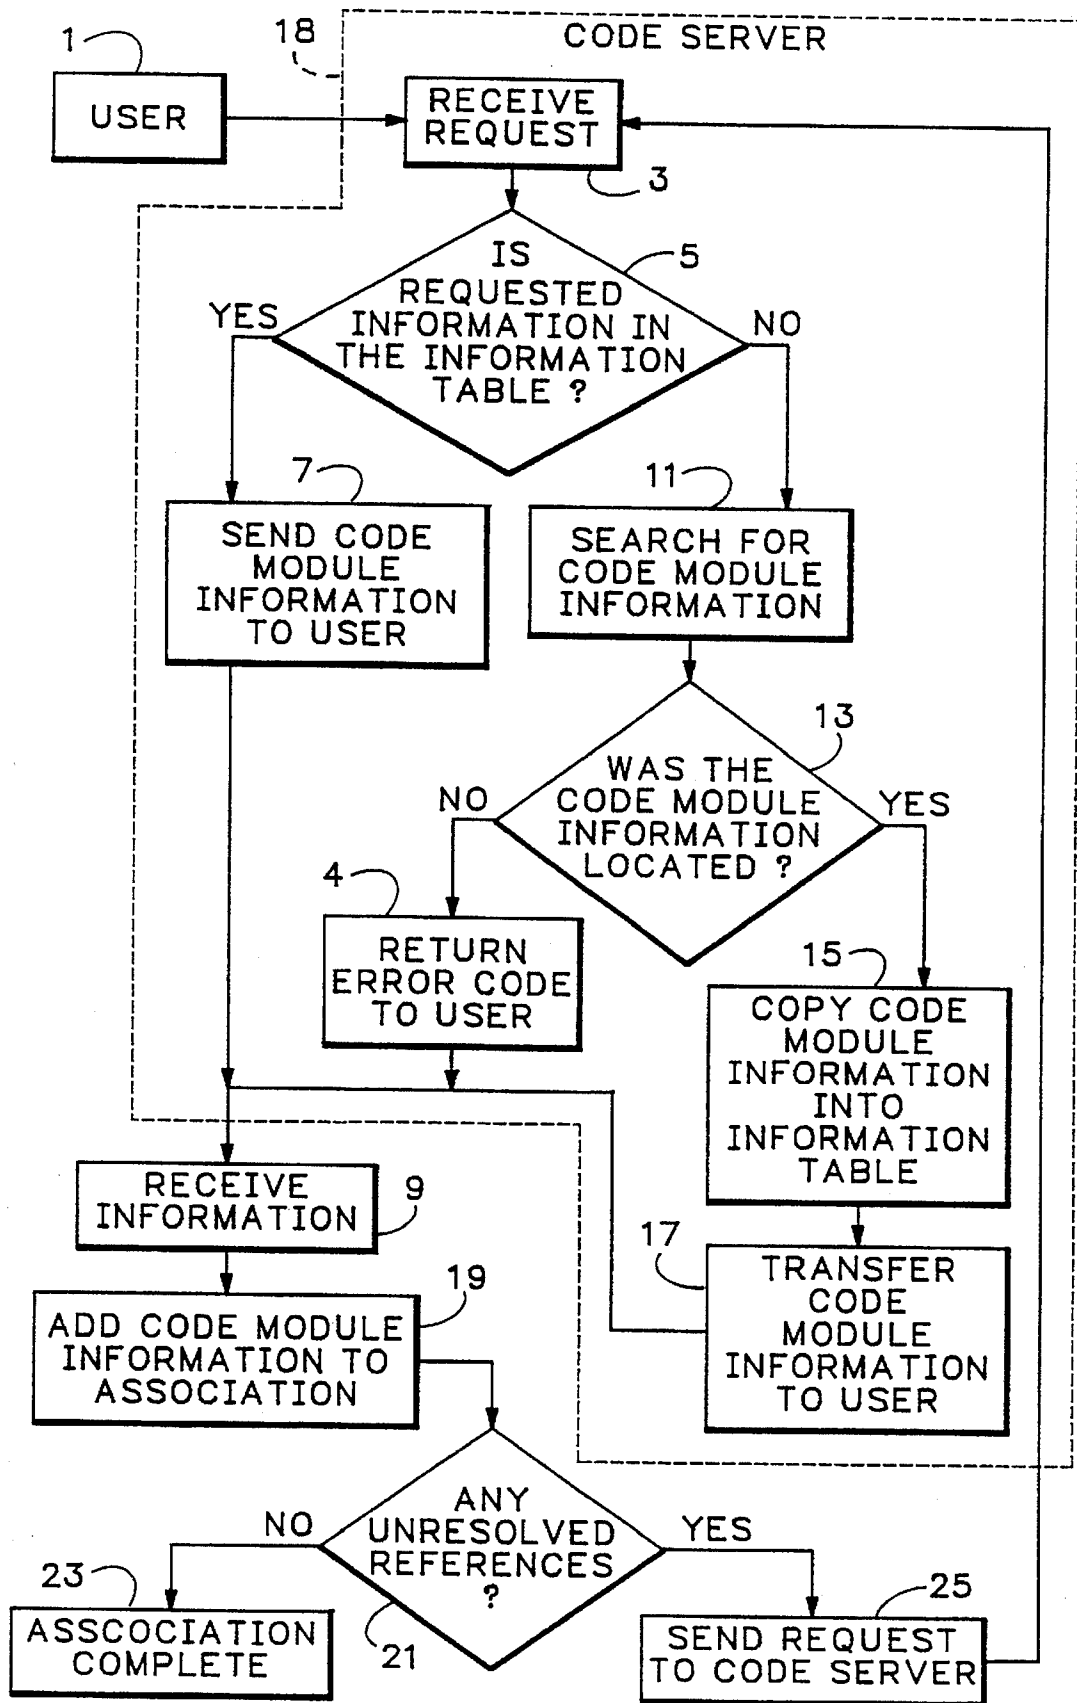 CODE SERVER
1
18
USER
RECEIVE
REQUEST
3
IS
REQUESTED
INFORMATION IN
THE INFORMATION
TABLE ?
5
YES
NO
7
SEND CODE
MODULE
INFORMATION
TO USER
11
SEARCH FOR
CODE MODULE
INFORMATION
13
WAS THE
CODE MODULE
INFORMATION
LOCATED ?
NO
YES
4
RETURN
ERROR CODE
TO USER
15
COPY CODE
MODULE
INFORMATION
INTO
INFORMATION
TABLE
RECEIVE
INFORMATION
9
17
TRANSFER
CODE
MODULE
INFORMATION
TO USER
19
ADD CODE MODULE
INFORMATION TO
ASSOCIATION
ANY
UNRESOLVED
REFERENCES
?
NO
YES
21
23
ASSCOCIATION
COMPLETE
25
SEND REQUEST
TO CODE SERVER